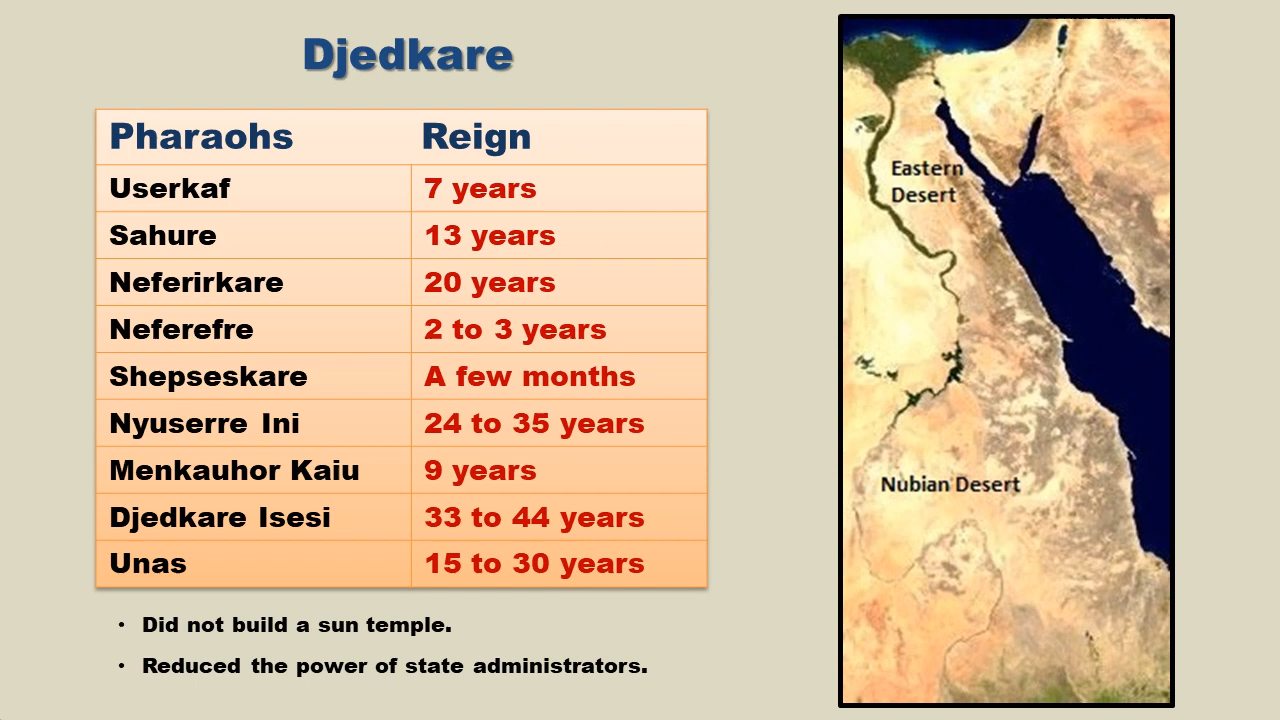 Djedkare
Pharaohs Reign
Userkaf 7 years
Sahure 13 years
Neferirkare 20 years
Neferefre 2 to 3 years
Shepseskare A few months
Nyuserre Ini 24 to 35 years
Menkauhor Kaiu 9 years
Djedkare Isesi 33 to 44 years
Unas 15 to 30 years
• Did not build a sun temple.
• Reduced the power of state administrators.
Eastern
Desert
Nubian Desert